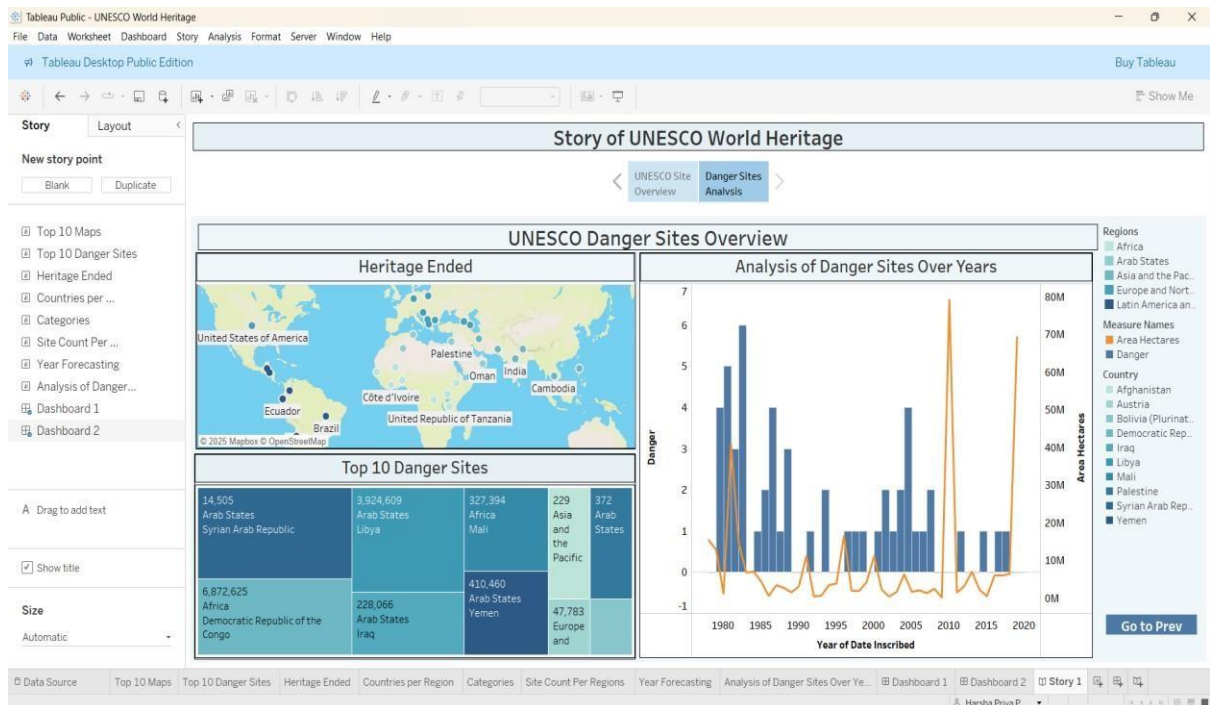 Tableau Public - UNESCO World Heritage
File Data Worksheet Dashboard Story Analysis Format Server Window Help
Tableau Desktop Public Edition
Buy Tableau
Show Me
Story Layout
New story point
Blank Duplicate
Top 10 Maps
Top 10 Danger Sites
Heritage Ended
Countries per ...
Categories
Site Count Per ...
Year Forecasting
Analysis of Danger...
Dashboard 1
Dashboard 2
A Drag to add text
Show title
Size
Automatic
Story of UNESCO World Heritage
UNESCO Site
Overview
Danger Sites
Analysis
UNESCO Danger Sites Overview
Heritage Ended
United States of America
Palestine
Oman
India
Côte d'Ivoire
Cambodia
Ecuador
United Republic of Tanzania
Brazil
© 2025 Mapbox © OpenStreetMap
Top 10 Danger Sites
14,505
Arab States
Syrian Arab Republic
6,872,625
Africa
Democratic Republic of the
Congo
3,924,609
Arab States
Libya
228,066
Arab States
Iraq
327,394
Africa
Mali
410,460
Arab States
Yemen
229
Asia
and
the
Pacific
372
Arab
States
47,783
Europe
and
Analysis of Danger Sites Over Years
Danger
7
6
5
4
3
2
1
0
-1
80M
70M
60M
50M
40M
30M
20M
10M
0M
Area Hectares
1980 1985 1990 1995 2000 2005 2010 2015 2020
Year of Date Inscribed
Regions
Africa
Arab States
Asia and the Pac..
Europe and Nort..
Latin America an..
Measure Names
Area Hectares
Danger
Country
Afghanistan
Austria
Bolivia (Plurinat..
Democratic Rep..
Iraq
Libya
Mali
Palestine
Syrian Arab Rep..
Yemen
Go to Prev
Data Source Top 10 Maps Top 10 Danger Sites Heritage Ended Countries per Region Categories Site Count Per Regions Year Forecasting Analysis of Danger Sites Over Ye... Dashboard 1 Dashboard 2 Story 1
Harsha Priya P